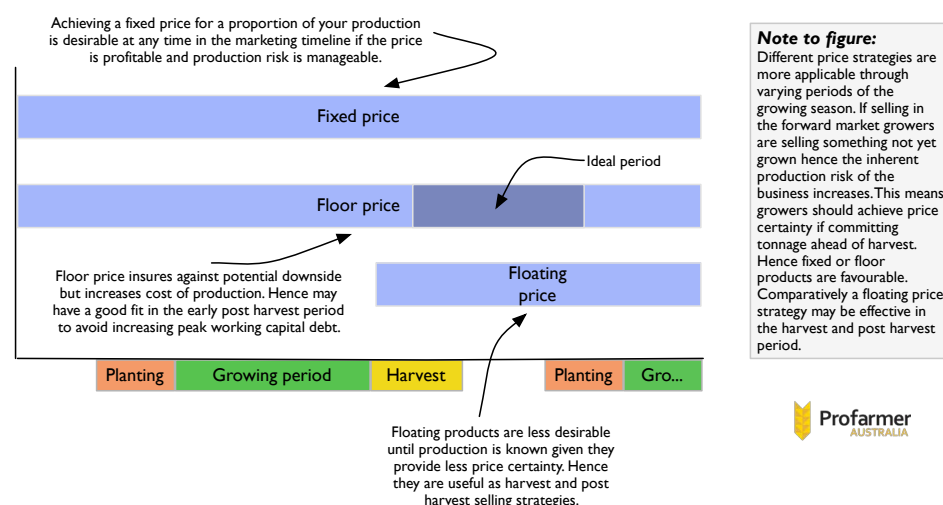 Achieving a fixed price for a proportion of your production
is desirable at any time in the marketing timeline if the price
is profitable and production risk is manageable.
Fixed price
Ideal period
Floor price
Floor price insures against potential downside
but increases cost of production. Hence may
have a good fit in the early post harvest period
to avoid increasing peak working capital debt.
Floating
price
Planting
Growing period
Harvest
Planting
Gro...
Floating products are less desirable
until production is known given they
provide less price certainty. Hence
they are useful as harvest and post
harvest selling strategies.
Note to figure:
Different price strategies are
more applicable through
varying periods of the
growing season. If selling in
the forward market growers
are selling something not yet
grown hence the inherent
production risk of the
business increases. This means
growers should achieve price
certainty if committing
tonnage ahead of harvest.
Hence fixed or floor
products are favourable.
Comparatively a floating price
strategy may be effective in
the harvest and post harvest
period.
Profarmer
AUSTRALIA